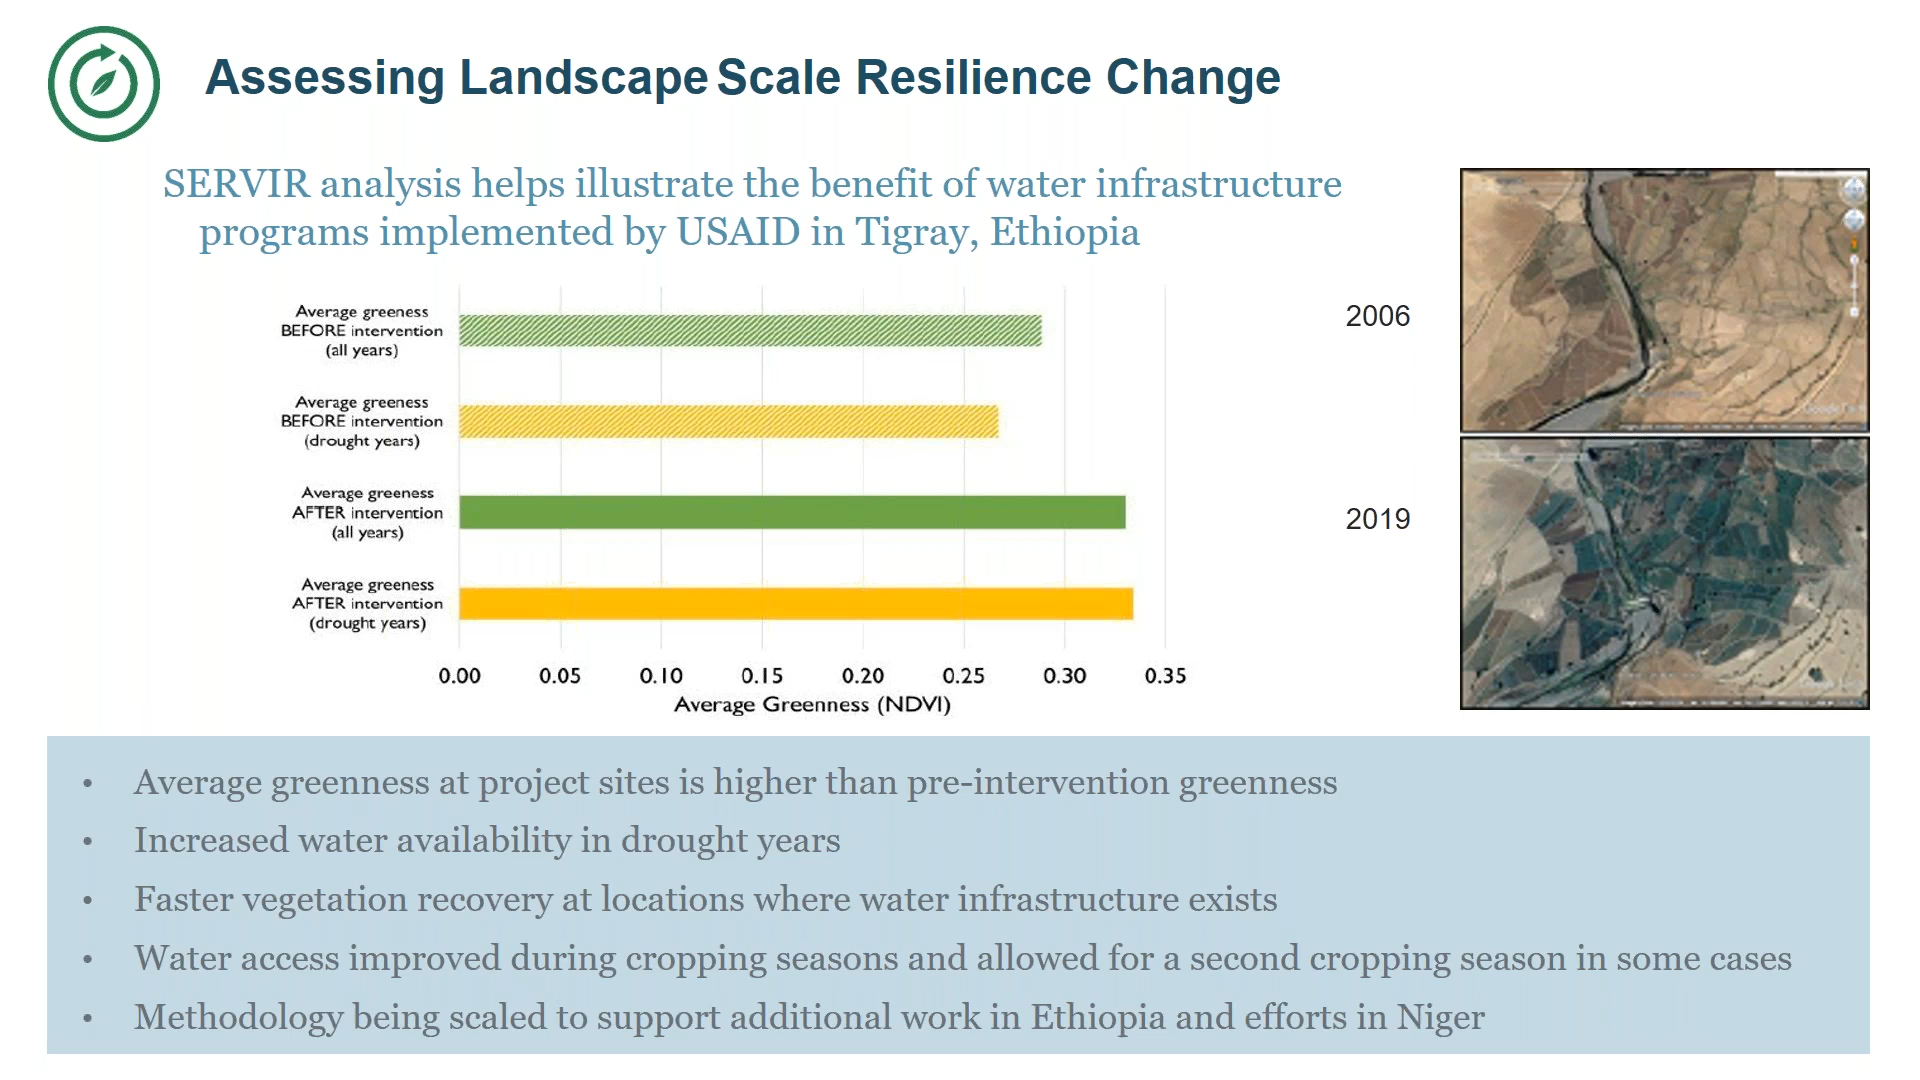 Assessing Landscape Scale Resilience Change
SERVIR analysis helps illustrate the benefit of water infrastructure
programs implemented by USAID in Tigray, Ethiopia
Average greeness
BEFORE intervention
(all years)
Average greeness
BEFORE intervention
(drought years)
Average greeness
AFTER intervention
(all years)
Average greeness
AFTER intervention
(drought years)
0.00 0.05 0.10 0.15 0.20 0.25 0.30 0.35
Average Greenness (NDVI)
2006
2019
• Average greenness at project sites is higher than pre-intervention greenness
• Increased water availability in drought years
• Faster vegetation recovery at locations where water infrastructure exists
• Water access improved during cropping seasons and allowed for a second cropping season in some cases
• Methodology being scaled to support additional work in Ethiopia and efforts in Niger